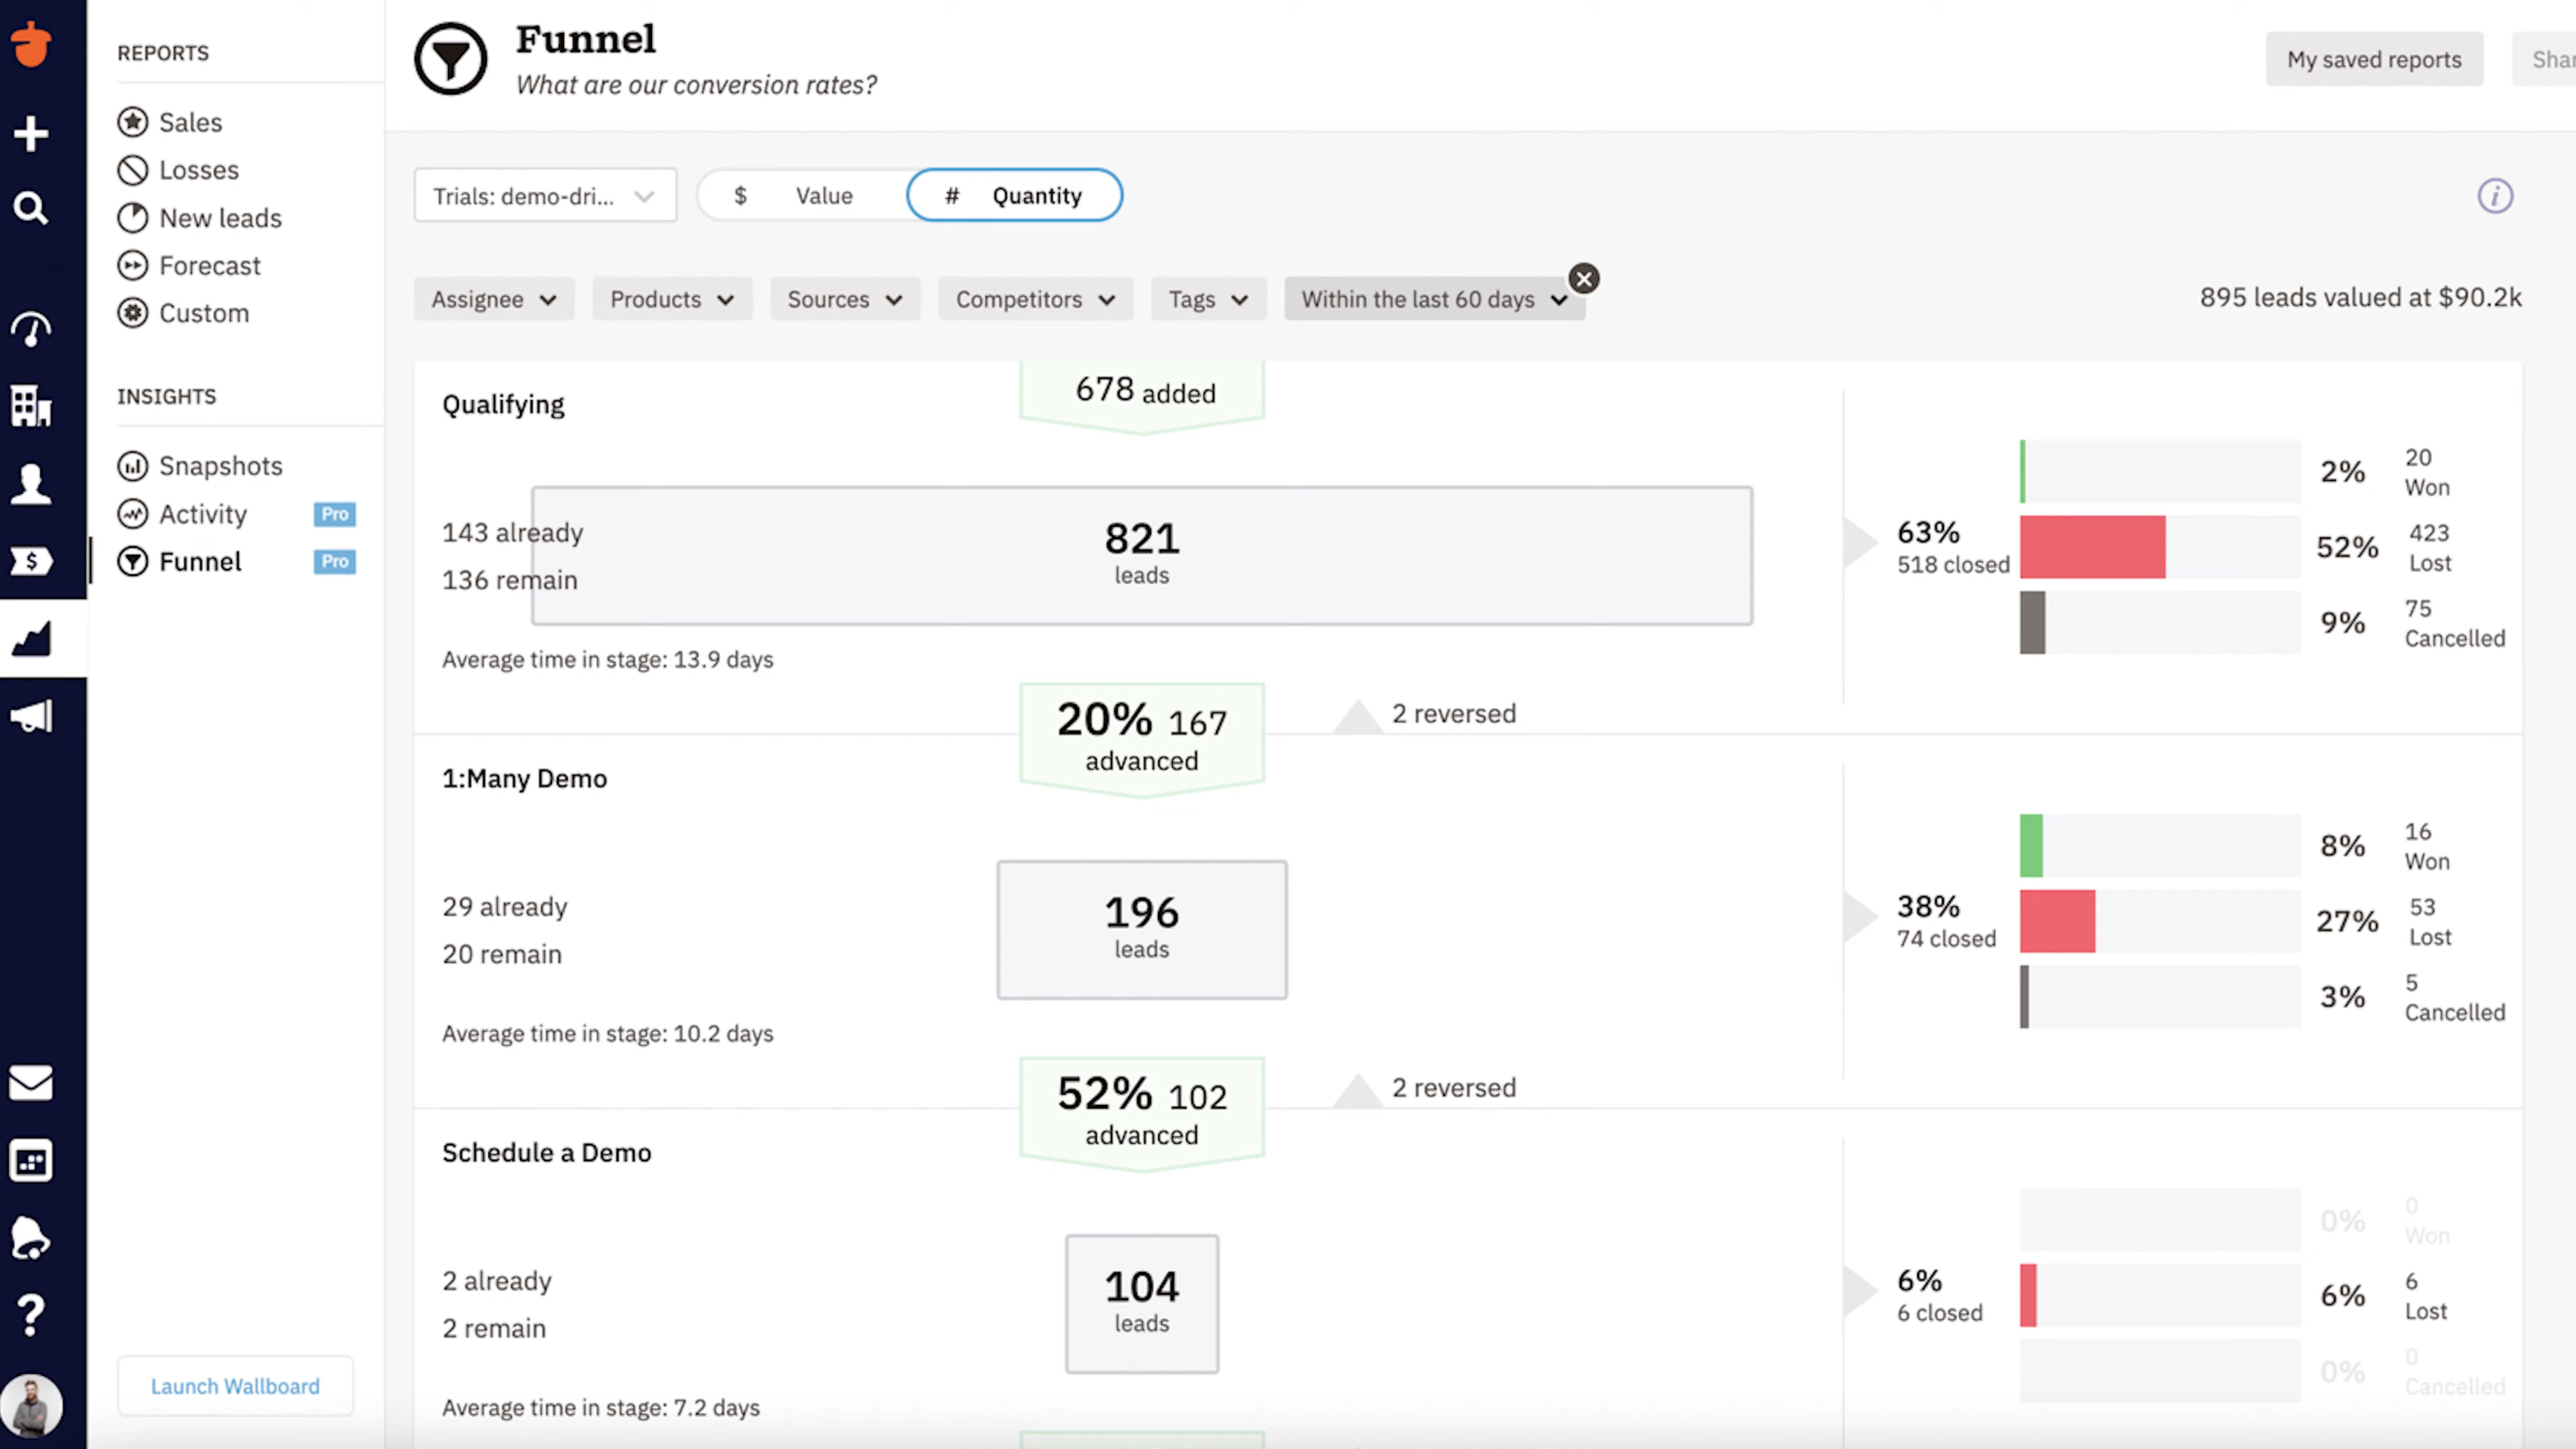 REPORTS
Sales
Losses
New leads
Forecast
Custom
INSIGHTS
Snapshots
Activity Pro
Funnel Pro
Launch Wallboard
Funnel
What are our conversion rates?
My saved reports
Trials: demo-dri...
$ Value
# Quantity
Assignee
Products
Sources
Competitors
Tags
Within the last 60 days
895 leads valued at $90.2k
Qualifying
678 added
143 already
136 remain
821
leads
Average time in stage: 13.9 days
63%
518 closed
2%
20
Won
52%
423
Lost
9%
75
Cancelled
20% 167
advanced
2 reversed
1:Many Demo
29 already
20 remain
196
leads
Average time in stage: 10.2 days
38%
74 closed
8%
16
Won
27%
53
Lost
3%
5
Cancelled
52% 102
advanced
2 reversed
Schedule a Demo
2 already
2 remain
104
leads
Average time in stage: 7.2 days
6%
6 closed
0%
0
Won
6%
6
Lost
0%
0
Cancelled